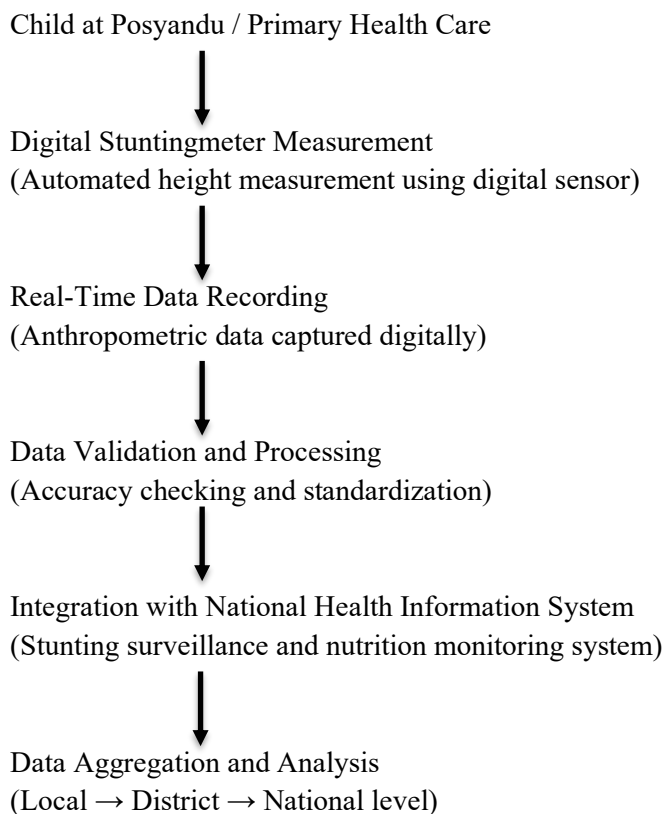 Child at Posyandu / Primary Health Care
Digital Stuntingmeter Measurement
(Automated height measurement using digital sensor)
Real-Time Data Recording
(Anthropometric data captured digitally)
Data Validation and Processing
(Accuracy checking and standardization)
Integration with National Health Information System
(Stunting surveillance and nutrition monitoring system)
Data Aggregation and Analysis
(Local → District → National level)